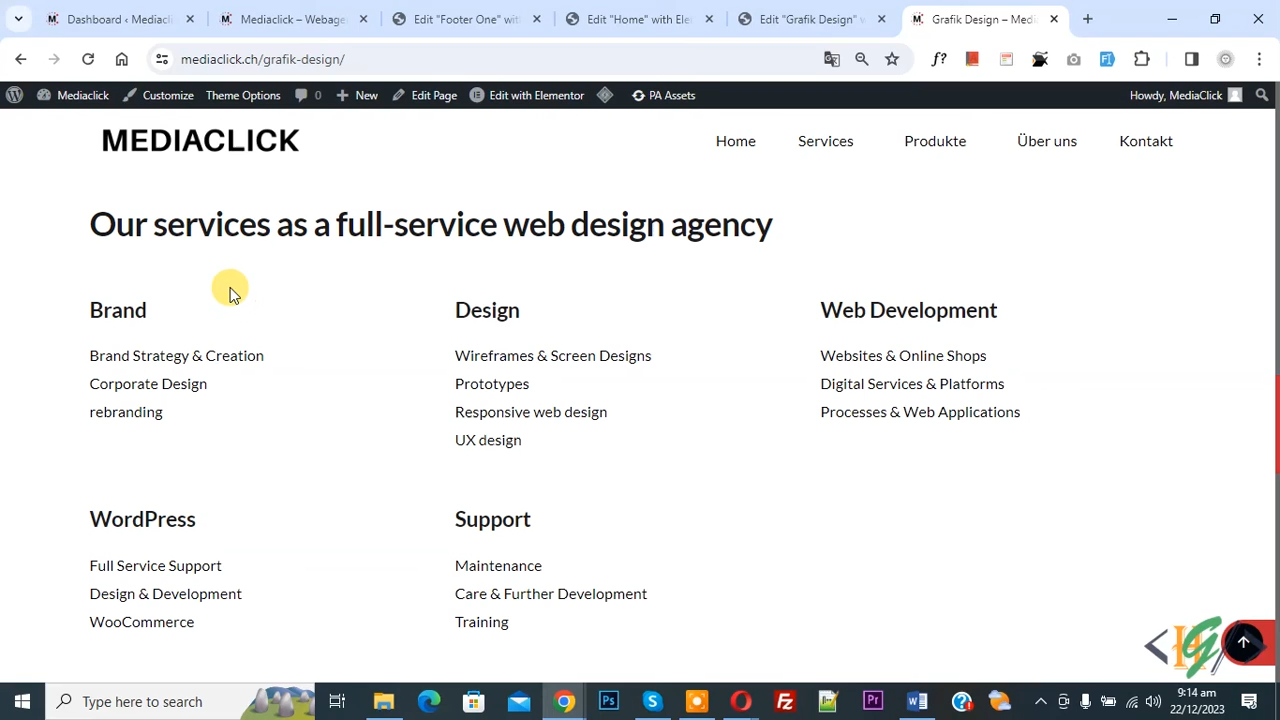 Dashboard ‹ Mediacl
Mediaclick – Webage
Edit "Footer One" wit
Edit "Home" with Ele
Edit "Grafik Design" v
Grafik Design – Medi
mediaclick.ch/grafik-design/
f?
Mediaclick
Customize
Theme Options
0
New
Edit Page
Edit with Elementor
PA Assets
Howdy, MediaClick
MEDIACLICK
Home
Services
Produkte
Über uns
Kontakt
Our services as a full-service web design agency
Brand
Brand Strategy & Creation
Corporate Design
rebranding
Design
Wireframes & Screen Designs
Prototypes
Responsive web design
UX design
Web Development
Websites & Online Shops
Digital Services & Platforms
Processes & Web Applications
WordPress
Full Service Support
Design & Development
WooCommerce
Support
Maintenance
Care & Further Development
Training
Type here to search
9:14 am
22/12/2023